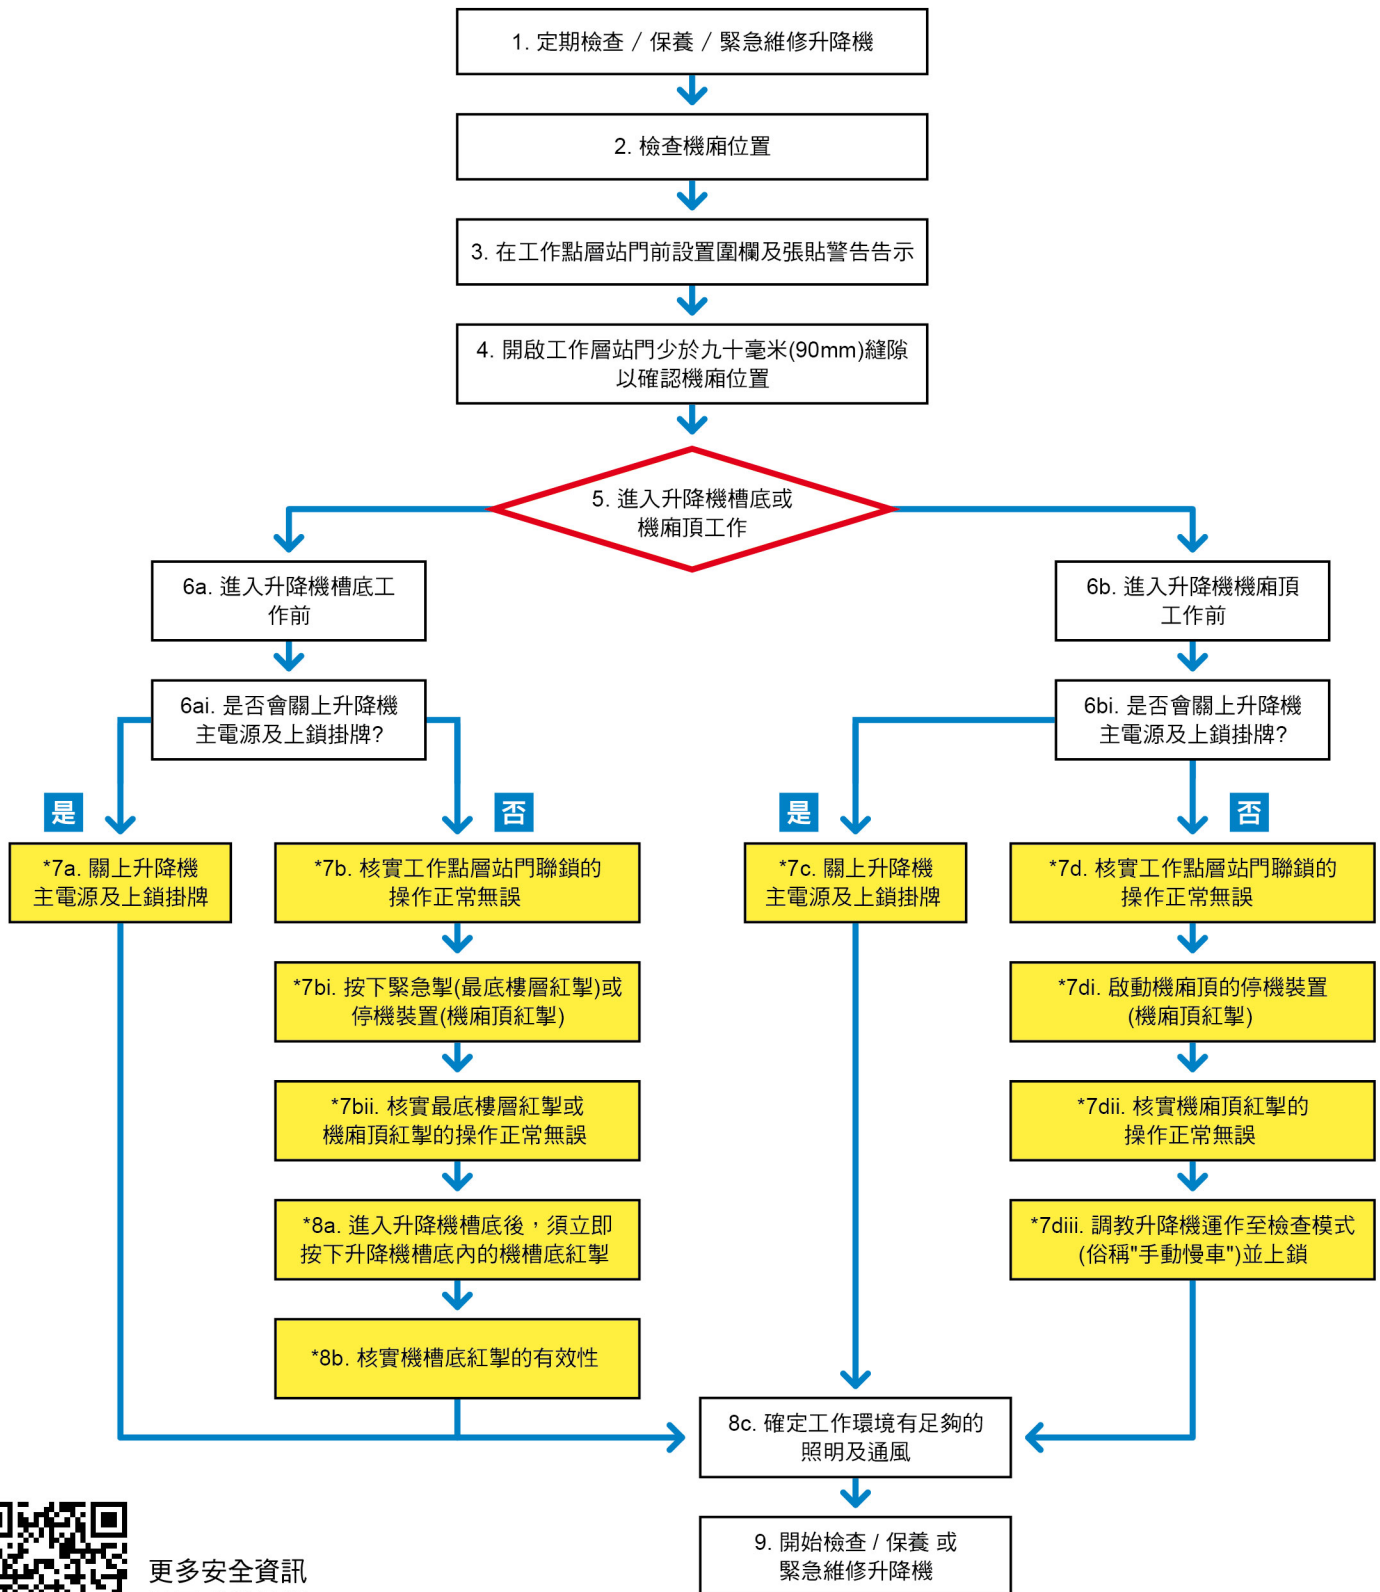 1. 定期檢查 / 保養 / 緊急維修升降機
2. 檢查機廂位置
3. 在工作點層站門前設置圍欄及張貼警告告示
4. 開啟工作層站門少於九十毫米(90mm)縫隙
以確認機廂位置
5. 進入升降機槽底或
機廂頂工作
6a. 進入升降機槽底工
作前
6b. 進入升降機機廂頂
工作前
6ai. 是否會關上升降機
主電源及上鎖掛牌?
6bi. 是否會關上升降機
主電源及上鎖掛牌?
是
否
是
否
*7a. 關上升降機
主電源及上鎖掛牌
*7b. 核實工作點層站門聯鎖的
操作正常無誤
*7c. 關上升降機
主電源及上鎖掛牌
*7d. 核實工作點層站門聯鎖的
操作正常無誤
*7bi. 按下緊急掣(最底樓層紅掣)或
停機裝置(機廂頂紅掣)
*7di. 啟動機廂頂的停機裝置
(機廂頂紅掣)
*7bii. 核實最底樓層紅掣或
機廂頂紅掣的操作正常無誤
*7dii. 核實機廂頂紅掣的
操作正常無誤
*8a. 進入升降機槽底後，須立即
按下升降機槽底內的機槽底紅掣
*7diii. 調教升降機運作至檢查模式
(俗稱"手動慢車")並上鎖
*8b. 核實機槽底紅掣的有效性
8c. 確定工作環境有足夠的
照明及通風
9. 開始檢查 / 保養 或
緊急維修升降機
更多安全資訊